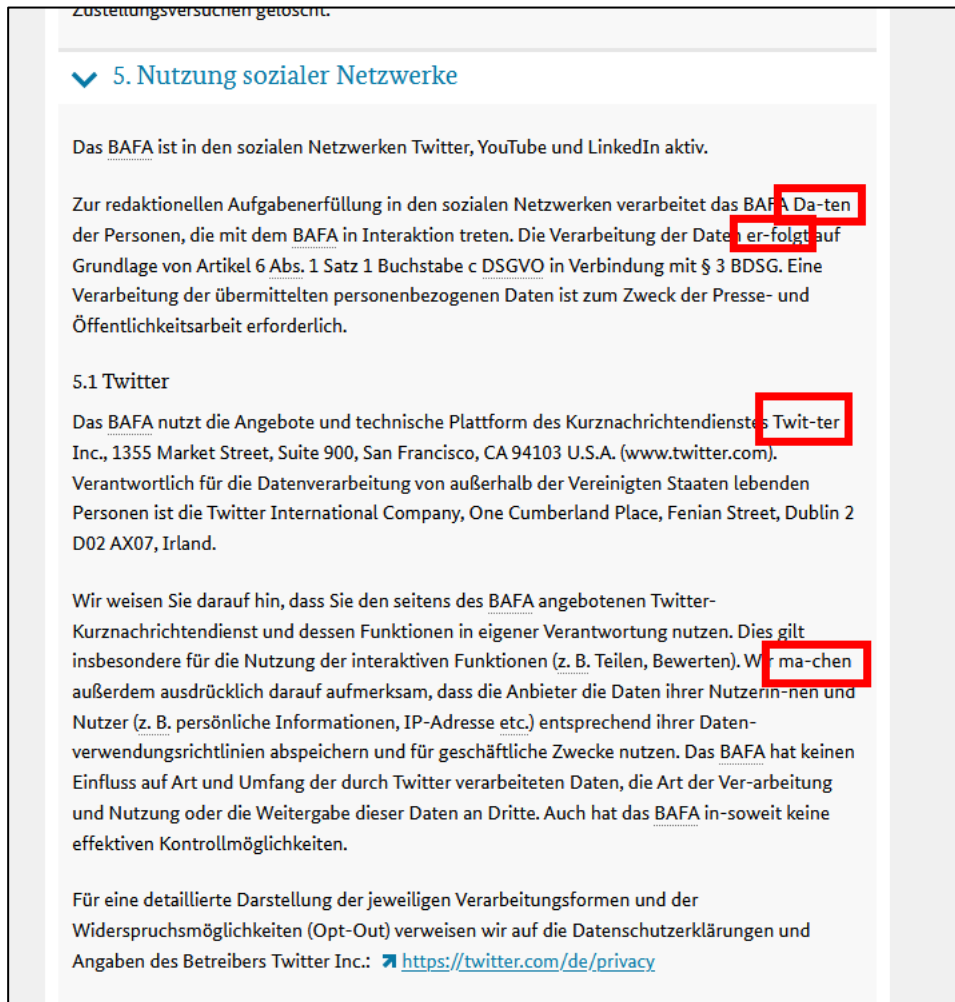 Zustellungsversuchen gelöscht.
5. Nutzung sozialer Netzwerke
Das BAFA ist in den sozialen Netzwerken Twitter, YouTube und LinkedIn aktiv.
Zur redaktionellen Aufgabenerfüllung in den sozialen Netzwerken verarbeitet das BAFA Da-ten
der Personen, die mit dem BAFA in Interaktion treten. Die Verarbeitung der Daten er-folgt auf
Grundlage von Artikel 6 Abs. 1 Satz 1 Buchstabe c DSGVO in Verbindung mit § 3 BDSG. Eine
Verarbeitung der übermittelten personenbezogenen Daten ist zum Zweck der Presse- und
Öffentlichkeitsarbeit erforderlich.
5.1 Twitter
Das BAFA nutzt die Angebote und technische Plattform des Kurznachrichtendienstes Twit-ter
Inc., 1355 Market Street, Suite 900, San Francisco, CA 94103 U.S.A. (www.twitter.com).
Verantwortlich für die Datenverarbeitung von außerhalb der Vereinigten Staaten lebenden
Personen ist die Twitter International Company, One Cumberland Place, Fenian Street, Dublin 2
D02 AX07, Irland.
Wir weisen Sie darauf hin, dass Sie den seitens des BAFA angebotenen Twitter-
Kurznachrichtendienst und dessen Funktionen in eigener Verantwortung nutzen. Dies gilt
insbesondere für die Nutzung der interaktiven Funktionen (z. B. Teilen, Bewerten). Wir ma-chen
außerdem ausdrücklich darauf aufmerksam, dass die Anbieter die Daten ihrer Nutzerin-nen und
Nutzer (z. B. persönliche Informationen, IP-Adresse etc.) entsprechend ihrer Daten-
verwendungsrichtlinien abspeichern und für geschäftliche Zwecke nutzen. Das BAFA hat keinen
Einfluss auf Art und Umfang der durch Twitter verarbeiteten Daten, die Art der Ver-arbeitung
und Nutzung oder die Weitergabe dieser Daten an Dritte. Auch hat das BAFA in-soweit keine
effektiven Kontrollmöglichkeiten.
Für eine detaillierte Darstellung der jeweiligen Verarbeitungsformen und der
Widerspruchsmöglichkeiten (Opt-Out) verweisen wir auf die Datenschutzerklärungen und
Angaben des Betreibers Twitter Inc.: https://twitter.com/de/privacy